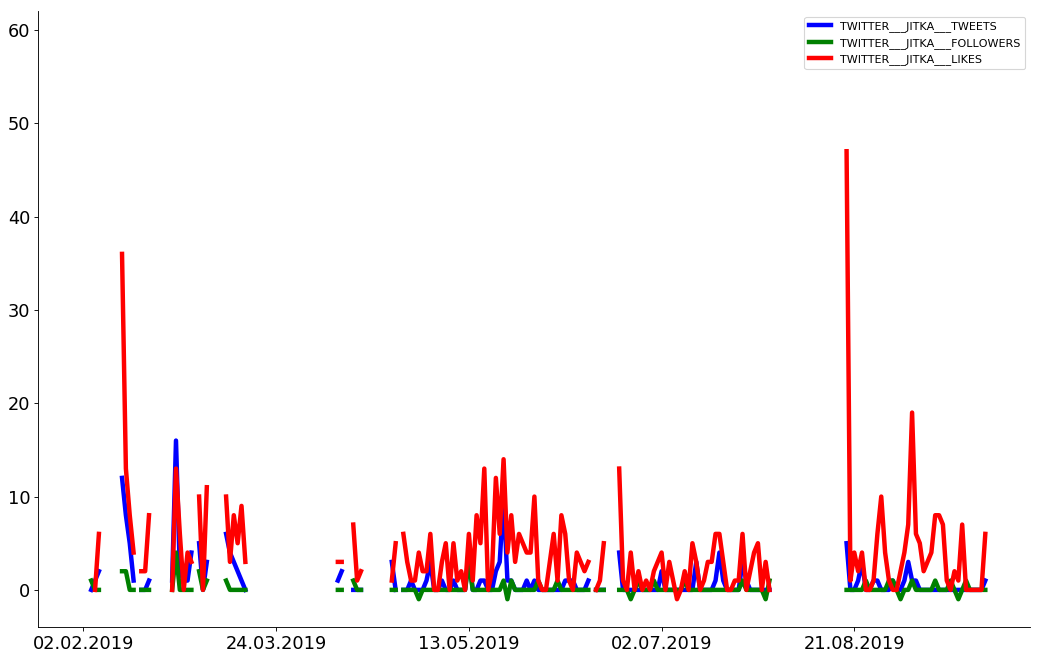 TWITTER___JITKA___TWEETS
TWITTER___JITKA___FOLLOWERS
TWITTER___JITKA___LIKES
60
50
40
30
20
10
0
02.02.2019 24.03.2019 13.05.2019 02.07.2019 21.08.2019